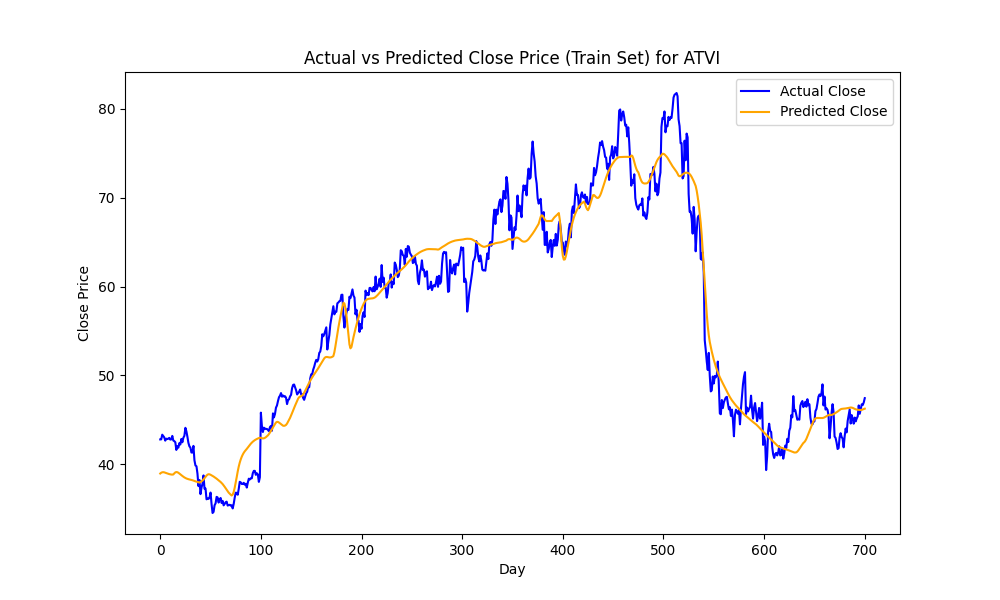 Actual vs Predicted Close Price (Train Set) for ATVI
Actual Close
Predicted Close
Close Price
80
70
60
50
40
0 100 200 300 400 500 600 700
Day